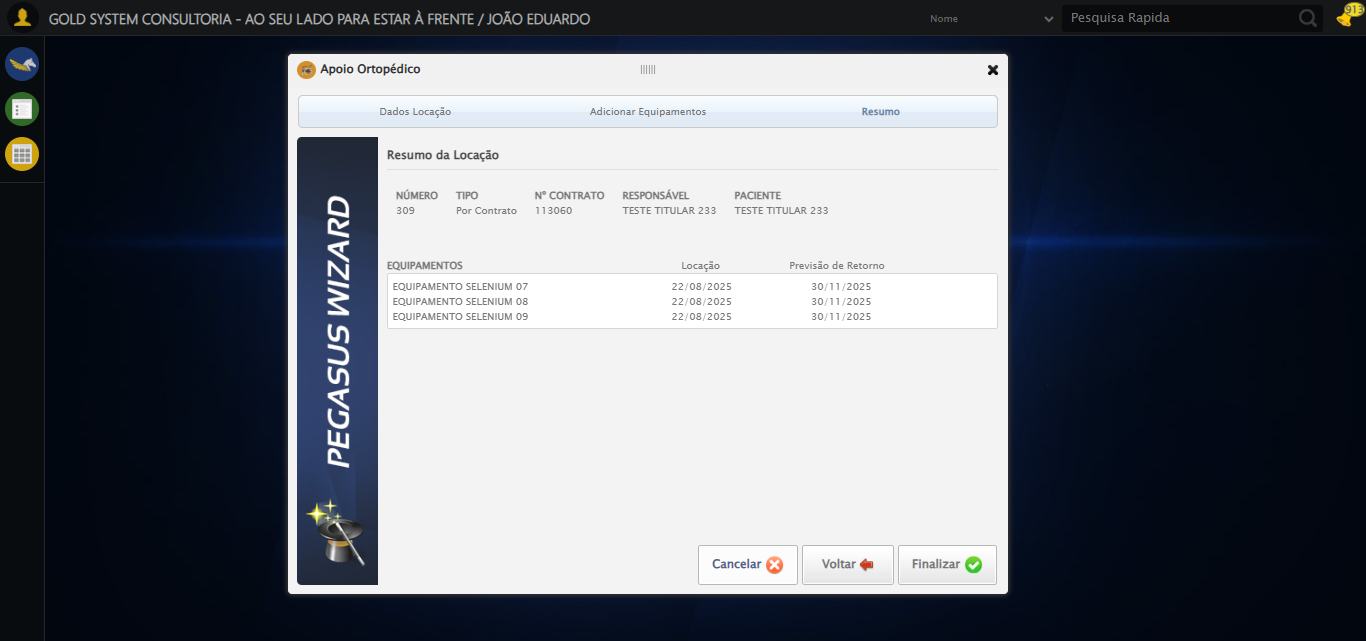 GOLD SYSTEM CONSULTORIA - AO SEU LADO PARA ESTAR À FRENTE / JOÃO EDUARDO
Nome
Pesquisa Rapida
913
Apoio Ortopédico
Dados Locação
Adicionar Equipamentos
Resumo
PEGASUS WIZARD
Resumo da Locação
NÚMERO TIPO Nº CONTRATO RESPONSÁVEL PACIENTE
309 Por Contrato 113060 TESTE TITULAR 233 TESTE TITULAR 233
EQUIPAMENTOS Locação Previsão de Retorno
EQUIPAMENTO SELENIUM 07 22/08/2025 30/11/2025
EQUIPAMENTO SELENIUM 08 22/08/2025 30/11/2025
EQUIPAMENTO SELENIUM 09 22/08/2025 30/11/2025
Cancelar
Voltar
Finalizar